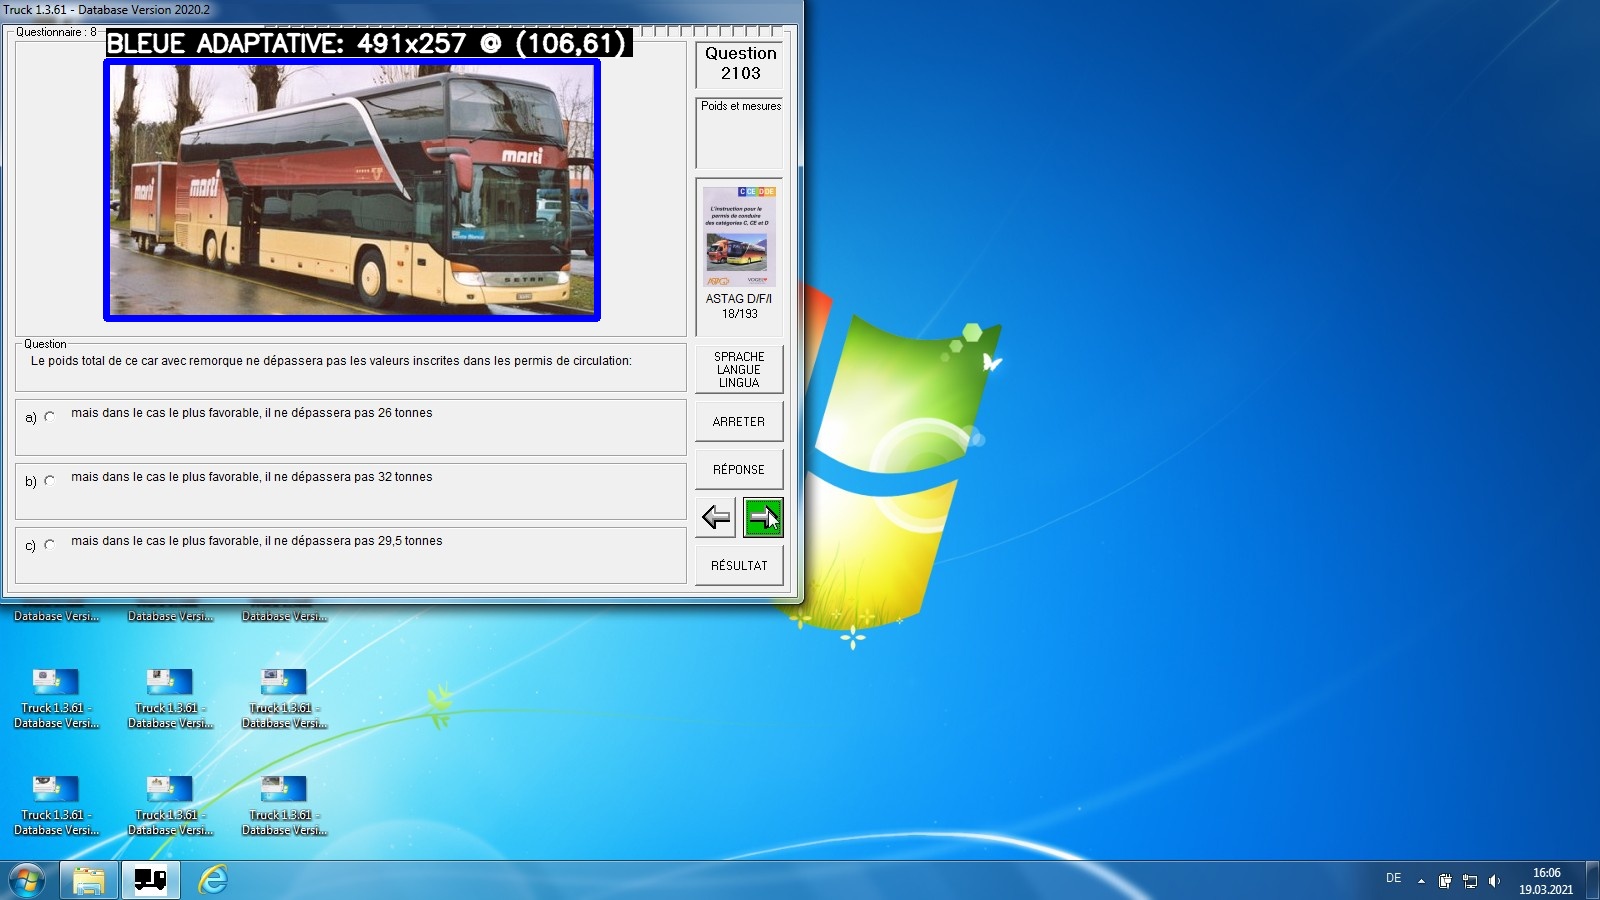 Truck 1.3.61 - Database Version 2020.2
Questionnaire : 8
BLEUE ADAPTATIVE: 491x257 @ (106,61)
marti
marti
marti
SETRA
Question
2103
Poids et mesures
C CE D DE
L'instruction pour le
permis de conduire
des catégories C, CE et D
ASTAG D/F/I
18/193
Question
Le poids total de ce car avec remorque ne dépassera pas les valeurs inscrites dans les permis de circulation:
SPRACHE
LANGUE
LINGUA
a) mais dans le cas le plus favorable, il ne dépassera pas 26 tonnes
ARRETER
b) mais dans le cas le plus favorable, il ne dépassera pas 32 tonnes
RÉPONSE
c) mais dans le cas le plus favorable, il ne dépassera pas 29,5 tonnes
RÉSULTAT
Database Versi...
Database Versi...
Database Versi...
Truck 1.3.61 -
Database Versi...
Truck 1.3.61 -
Database Versi...
Truck 1.3.61 -
Database Versi...
Truck 1.3.61 -
Database Versi...
Truck 1.3.61 -
Database Versi...
Truck 1.3.61 -
Database Versi...
DE
16:06
19.03.2021